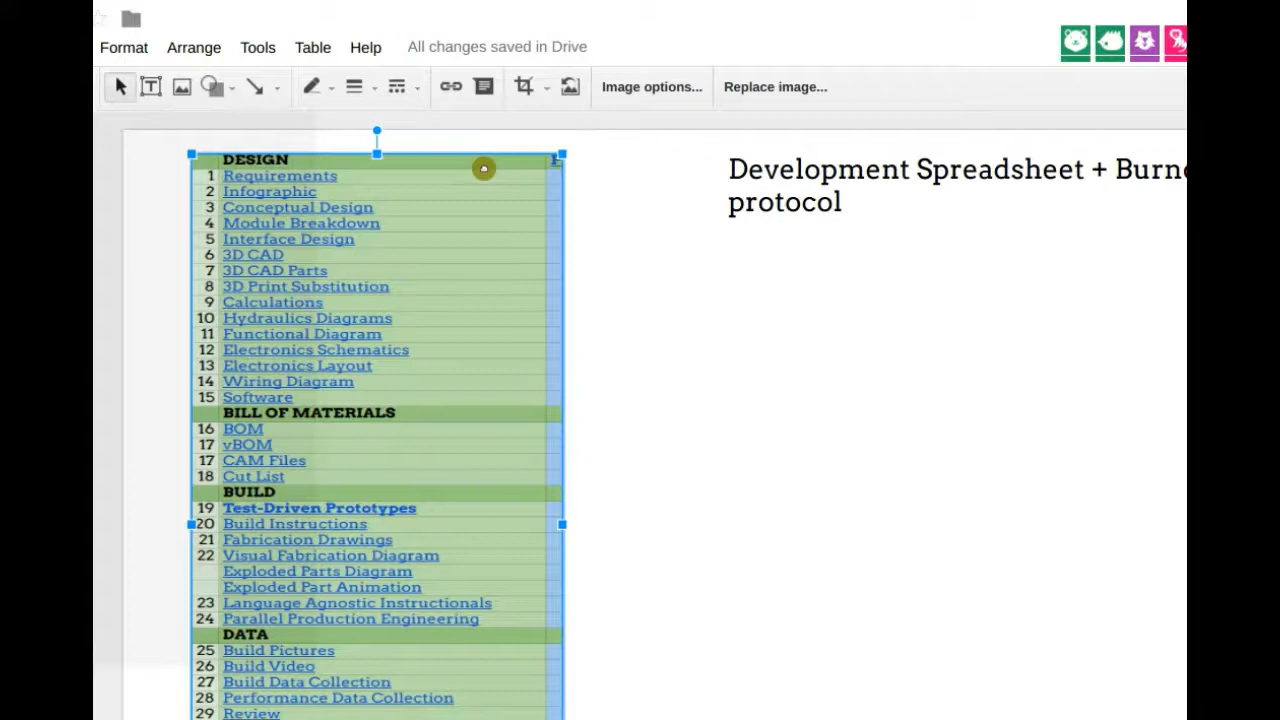 Format Arrange Tools Table Help All changes saved in Drive
Image options... Replace image...
DESIGN
1 Requirements
2 Infographic
3 Conceptual Design
4 Module Breakdown
5 Interface Design
6 3D CAD
7 3D CAD Parts
8 3D Print Substitution
9 Calculations
10 Hydraulics Diagrams
11 Functional Diagram
12 Electronics Schematics
13 Electronics Layout
14 Wiring Diagram
15 Software
BILL OF MATERIALS
16 BOM
17 vBOM
17 CAM Files
18 Cut List
BUILD
19 Test-Driven Prototypes
20 Build Instructions
21 Fabrication Drawings
22 Visual Fabrication Diagram
Exploded Parts Diagram
Exploded Part Animation
23 Language Agnostic Instructionals
24 Parallel Production Engineering
DATA
25 Build Pictures
26 Build Video
27 Build Data Collection
28 Performance Data Collection
29 Review
Development Spreadsheet +
protocol